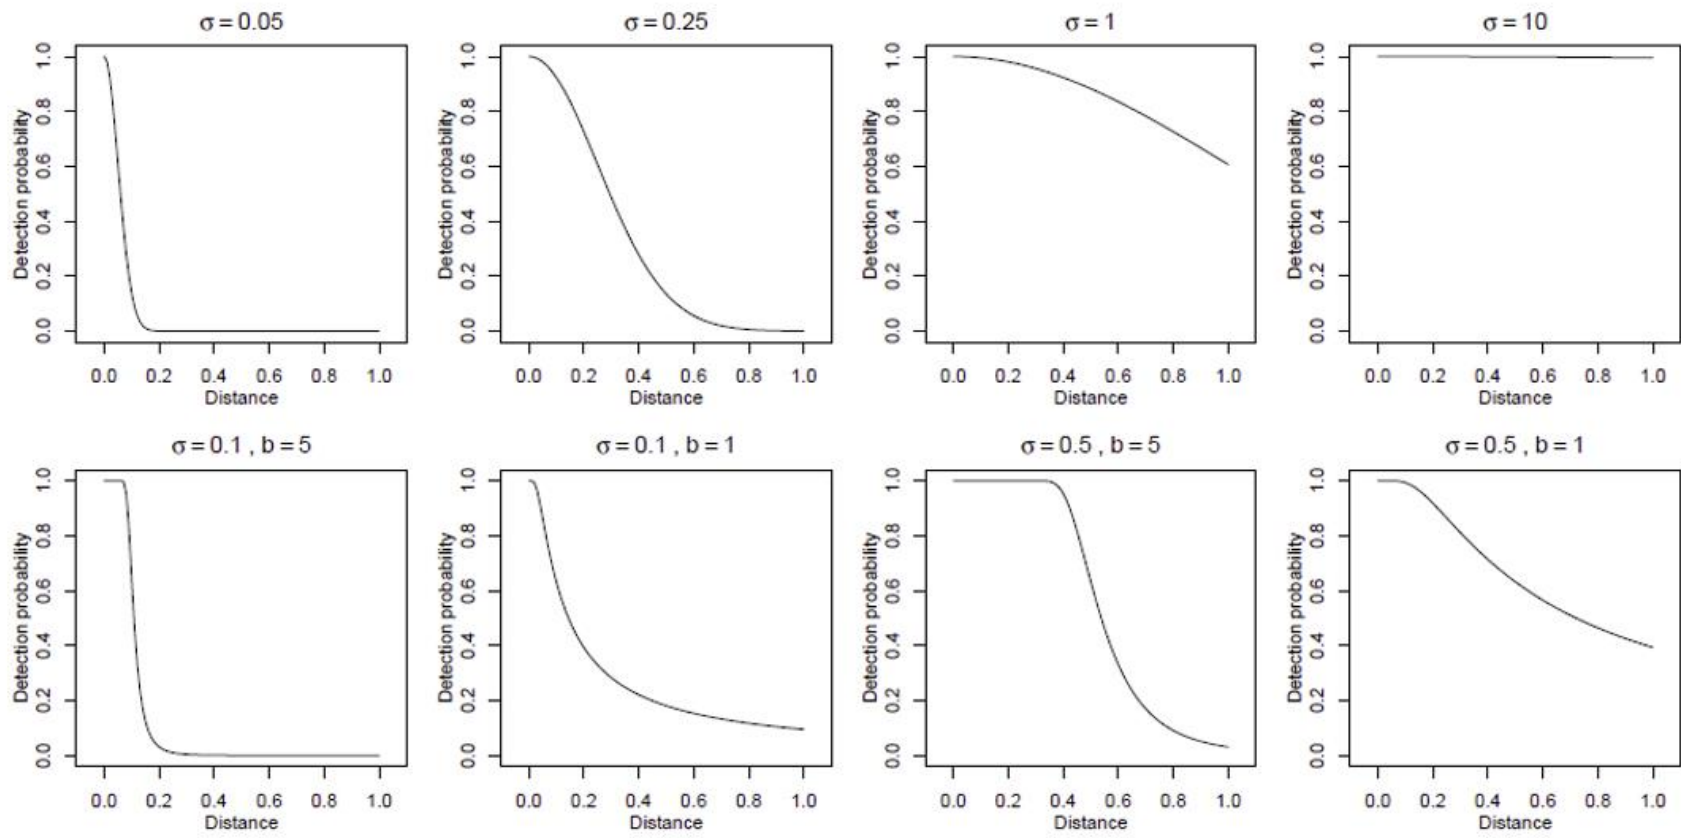 σ = 0.05
Detection probability
0.0 0.2 0.4 0.6 0.8 1.0
0.0 0.2 0.4 0.6 0.8 1.0
Distance
σ = 0.25
Detection probability
0.0 0.2 0.4 0.6 0.8 1.0
0.0 0.2 0.4 0.6 0.8 1.0
Distance
σ = 1
Detection probability
0.0 0.2 0.4 0.6 0.8 1.0
0.0 0.2 0.4 0.6 0.8 1.0
Distance
σ = 10
Detection probability
0.0 0.2 0.4 0.6 0.8 1.0
0.0 0.2 0.4 0.6 0.8 1.0
Distance
σ = 0.1 , b = 5
Detection probability
0.0 0.2 0.4 0.6 0.8 1.0
0.0 0.2 0.4 0.6 0.8 1.0
Distance
σ = 0.1 , b = 1
Detection probability
0.0 0.2 0.4 0.6 0.8 1.0
0.0 0.2 0.4 0.6 0.8 1.0
Distance
σ = 0.5 , b = 5
Detection probability
0.0 0.2 0.4 0.6 0.8 1.0
0.0 0.2 0.4 0.6 0.8 1.0
Distance
σ = 0.5 , b = 1
Detection probability
0.0 0.2 0.4 0.6 0.8 1.0
0.0 0.2 0.4 0.6 0.8 1.0
Distance